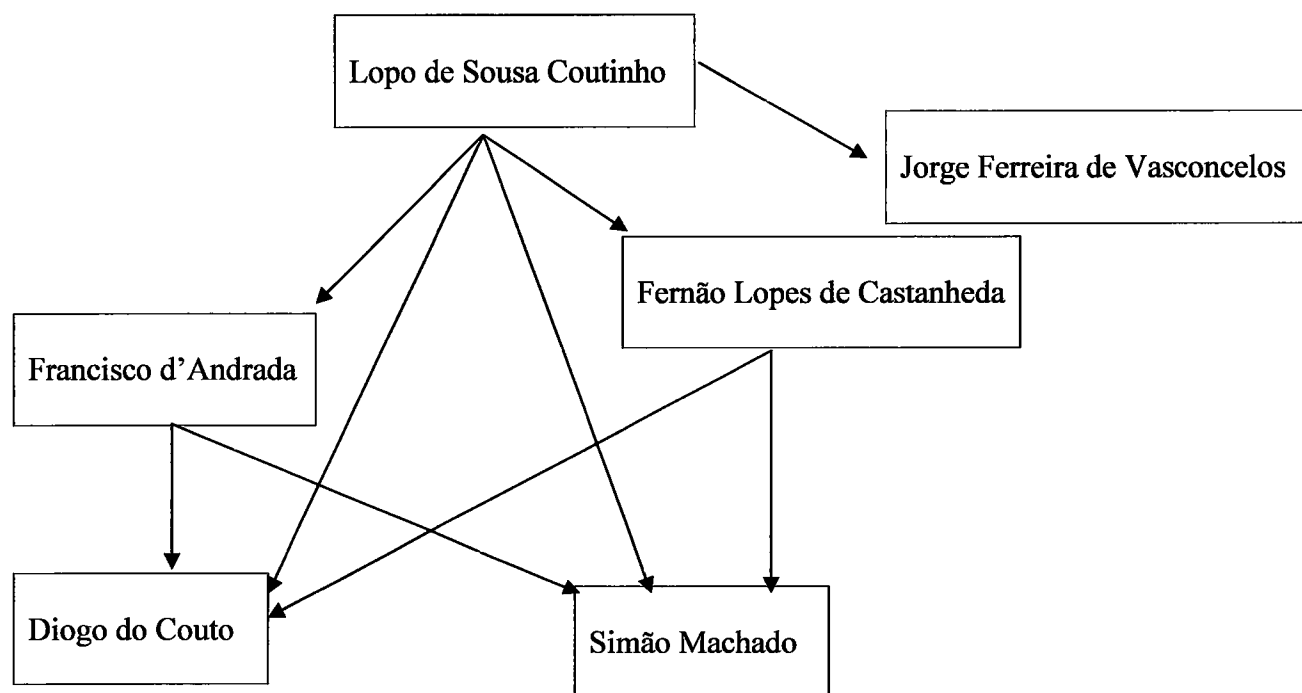 Lopo de Sousa Coutinho
Jorge Ferreira de Vasconcelos
Fernão Lopes de Castanheda
Francisco d'Andrada
Diogo do Couto
Simão Machado